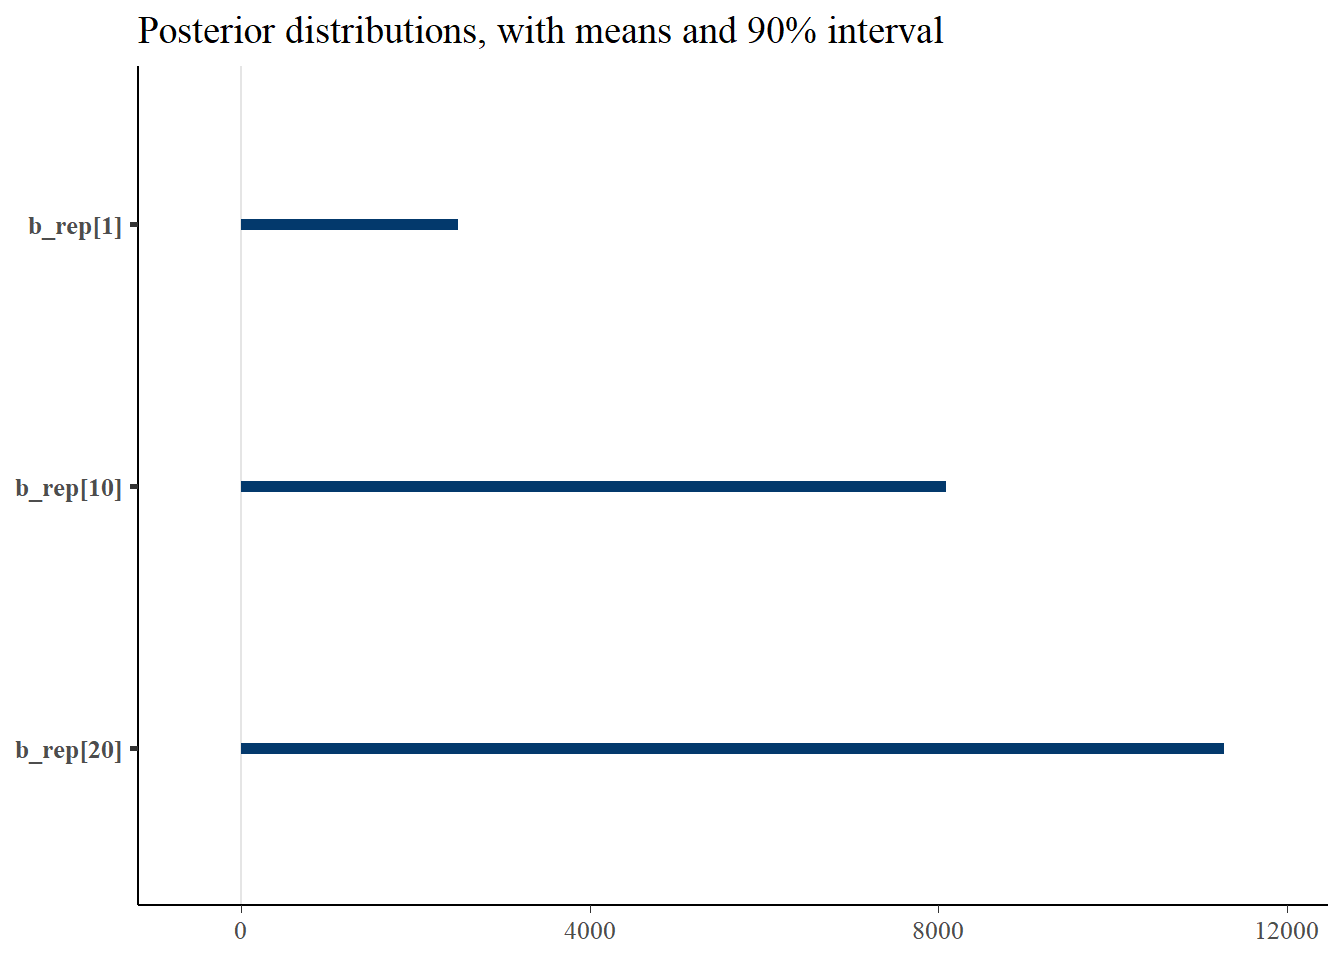 Posterior distributions, with means and 90% interval
b_rep[1]
b_rep[10]
b_rep[20]
0 4000 8000 12000